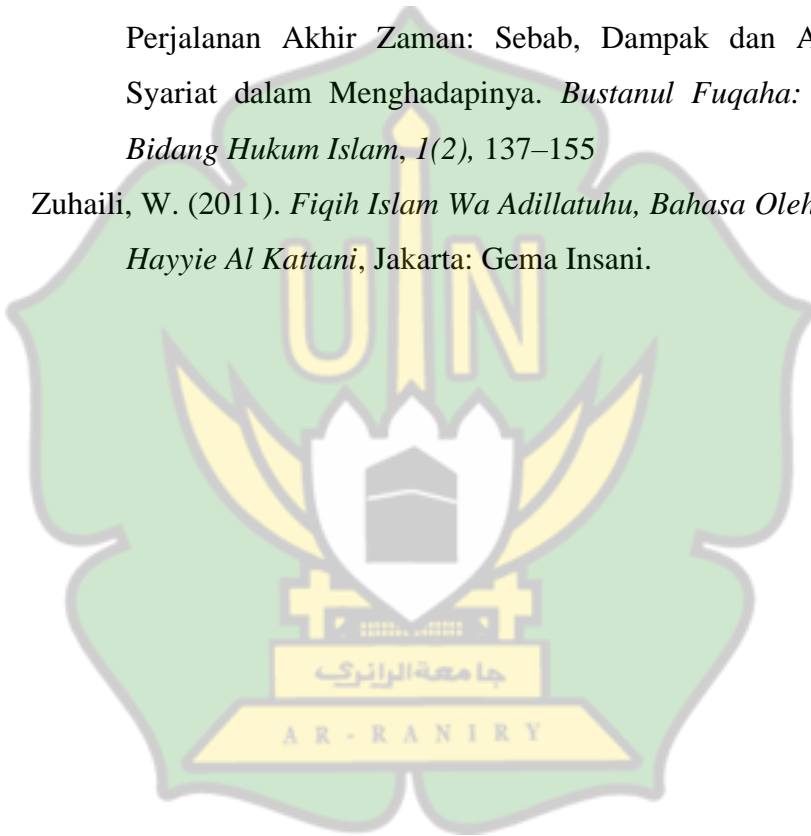 Perjalanan Akhir Zaman: Sebab, Dampak dan A
Syariat dalam Menghadapinya. Bustanul Fuqaha:
Bidang Hukum Islam, 1(2), 137–155
Zuhaili, W. (2011). Fiqih Islam Wa Adillatuhu, Bahasa Oleh
Hayyie Al Kattani, Jakarta: Gema Insani.
UIN
جامعة الرانري
AR-RANIRY